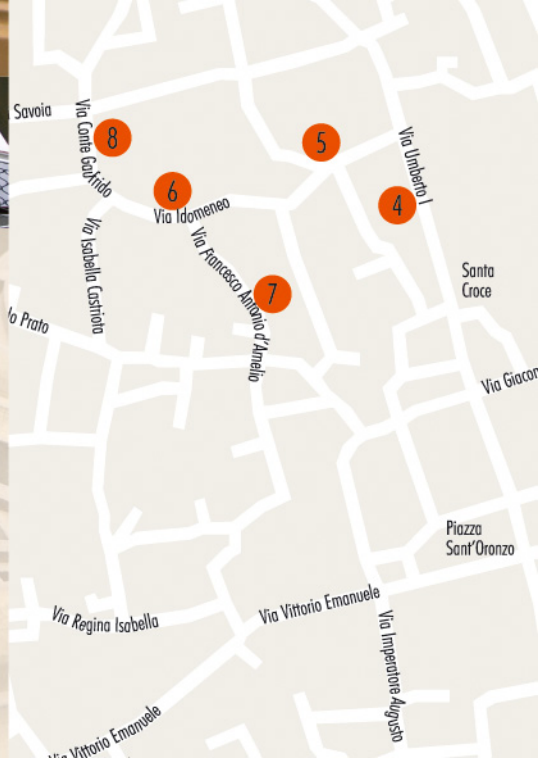 Savoia
Via Conte Gaufrido
8
5
Via Umberto I
6
4
Via Idomeneo
Via Isabella Castriota
Via Francesco Antonio d'Amelio
Santa
Croce
7
lo Prato
Via Giacom
Piazza
Sant'Oronzo
Via Regina Isabella
Via Vittorio Emanuele
Via Imperatore Augusto
Via Vittorio Emanuele